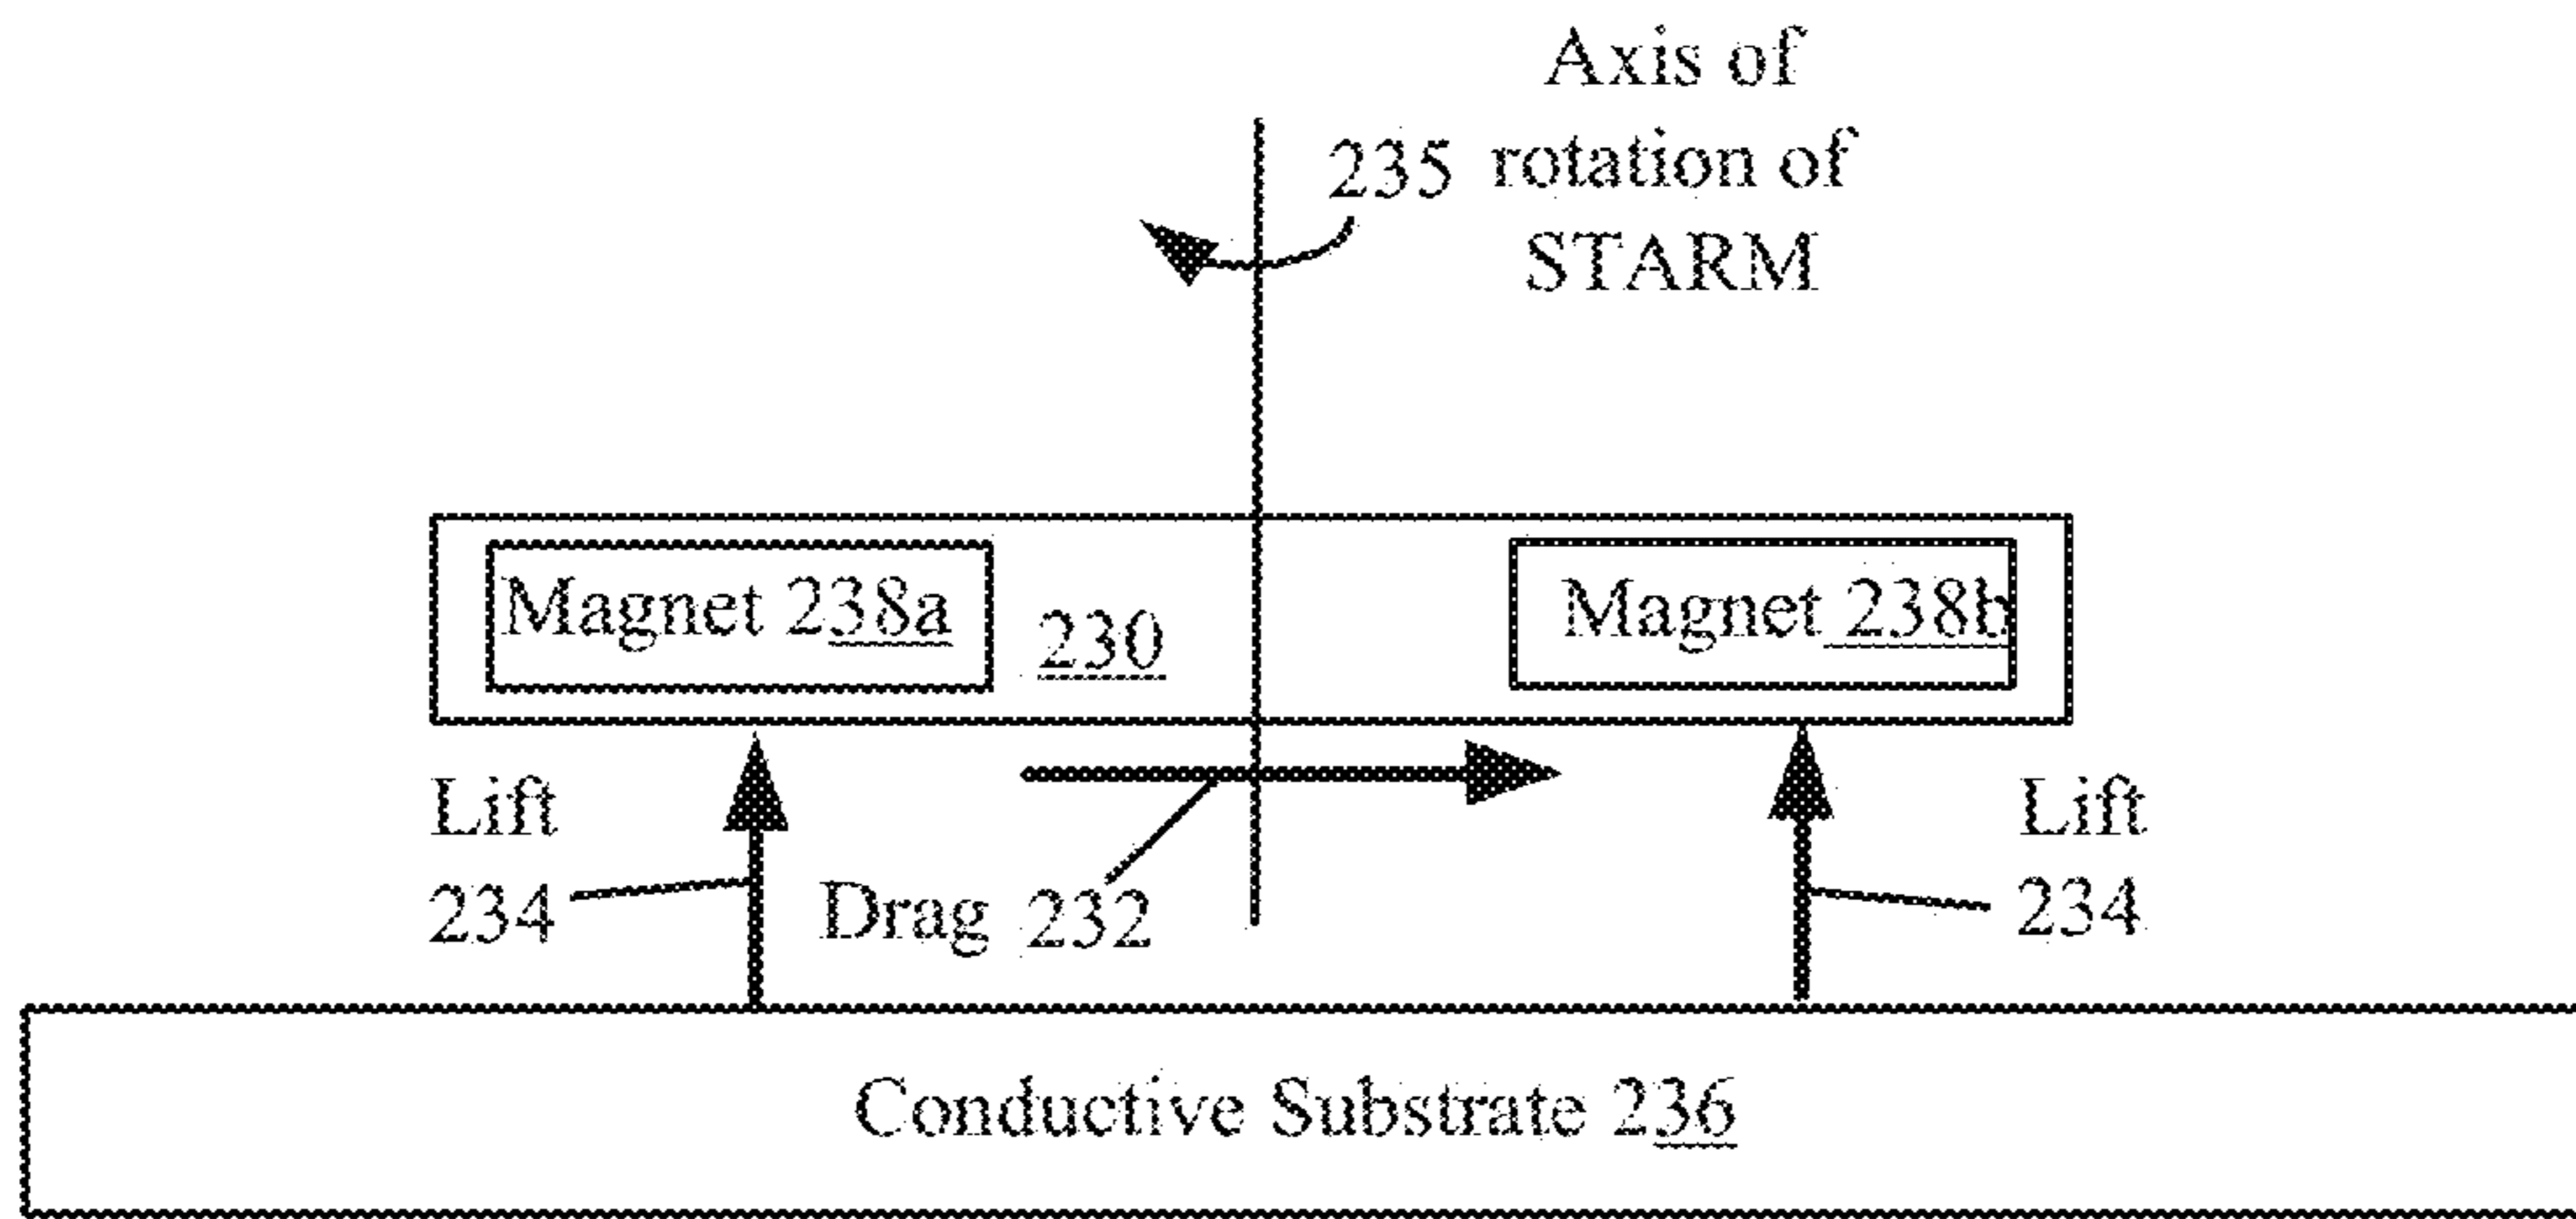 Axis of
235 rotation of
STARM
Magnet 238a
230
Magnet 238b
Lift
234
Drag 232
Lift
234
Conductive Substrate 236